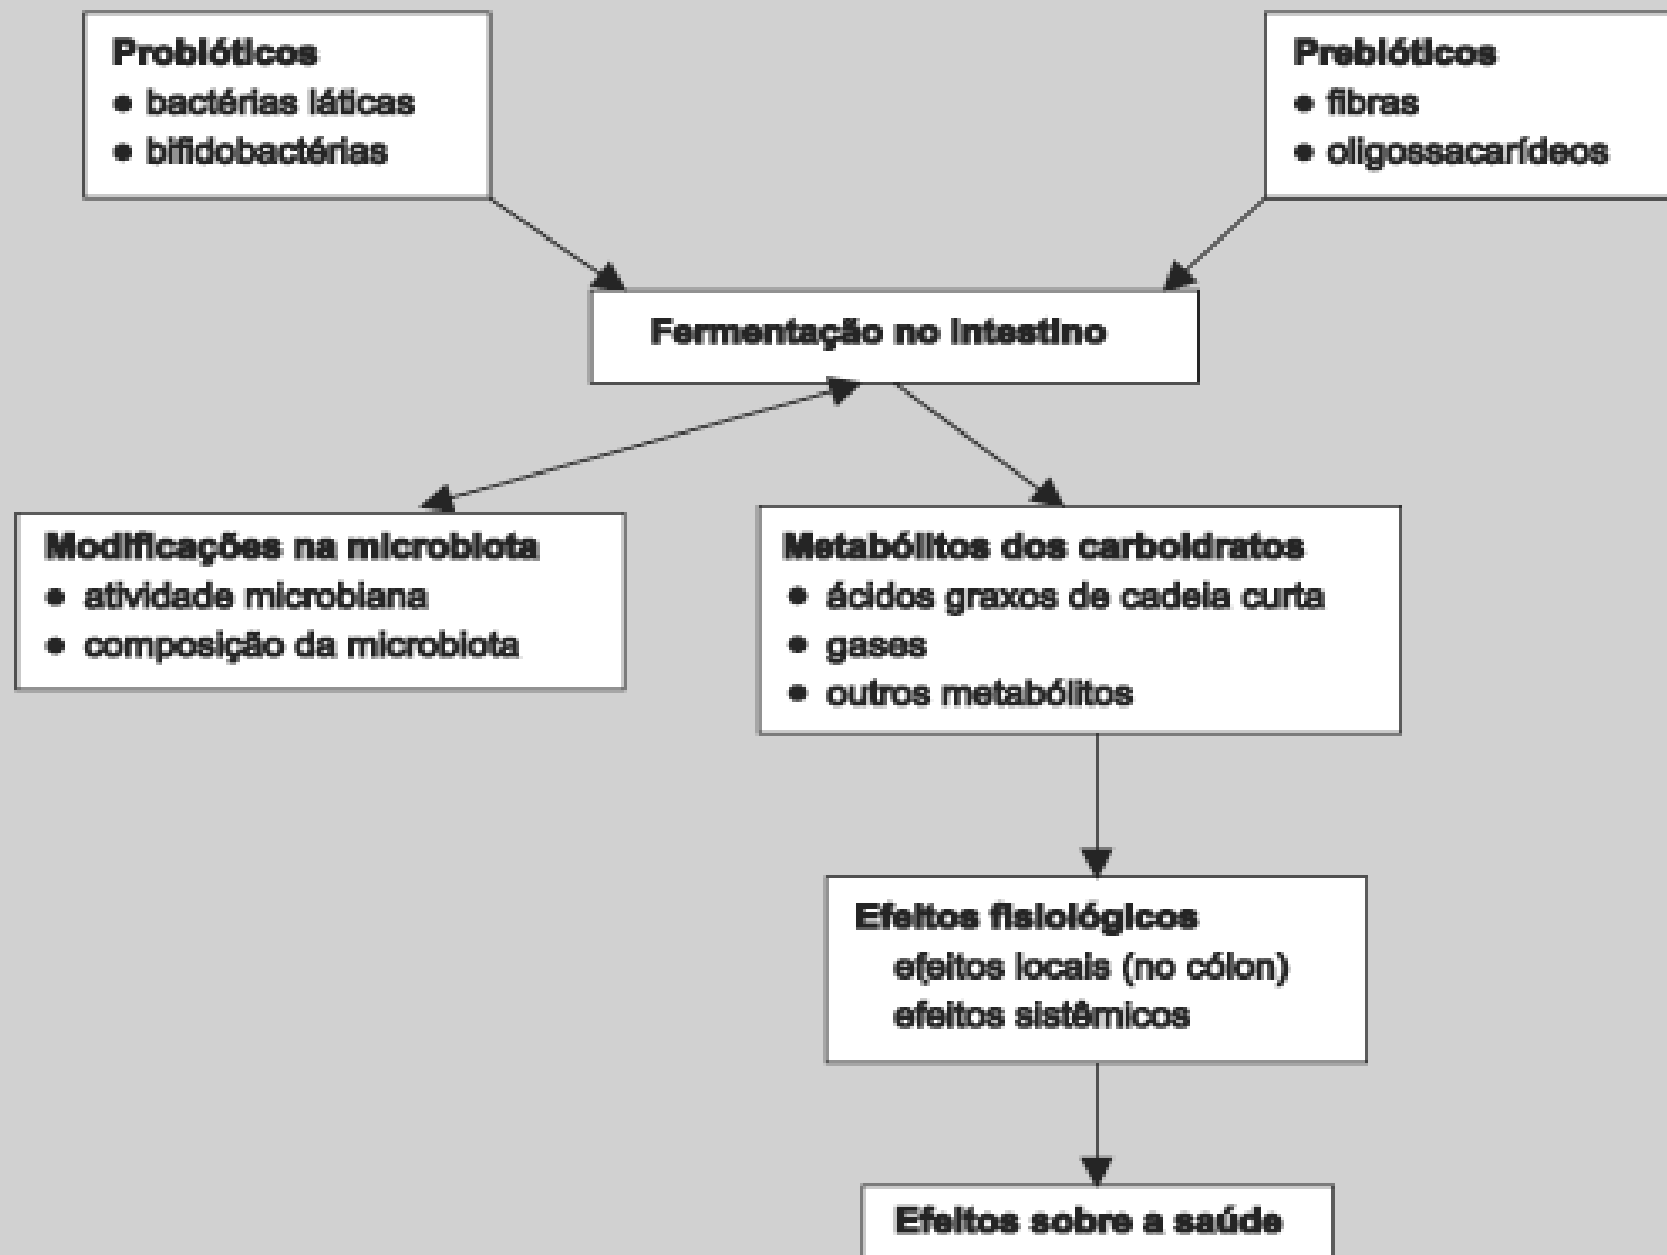 Probióticos
• bactérias láticas
• bifidobactérias
Prebióticos
• fibras
• oligossacarídeos
Fermentação no intestino
Modificações na microbiota
• atividade microbiana
• composição da microbiota
Metabólitos dos carboidratos
• ácidos graxos de cadeia curta
• gases
• outros metabólitos
Efeitos fisiológicos
efeitos locais (no cólon)
efeitos sistêmicos
Efeitos sobre a saúde